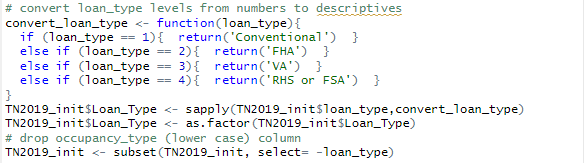 # convert loan_type levels from numbers to descriptives
convert_loan_type <- function(loan_type){
  if (loan_type == 1){  return('Conventional')  }
  else if (loan_type == 2){  return('FHA')  }
  else if (loan_type == 3){  return('VA')  }
  else if (loan_type == 4){  return('RHS or FSA')  }
}
TN2019_init$Loan_Type <- sapply(TN2019_init$loan_type,convert_loan_type)
TN2019_init$Loan_Type <- as.factor(TN2019_init$Loan_Type)
# drop occupancy_type (lower case) column
TN2019_init <- subset(TN2019_init, select= -loan_type)